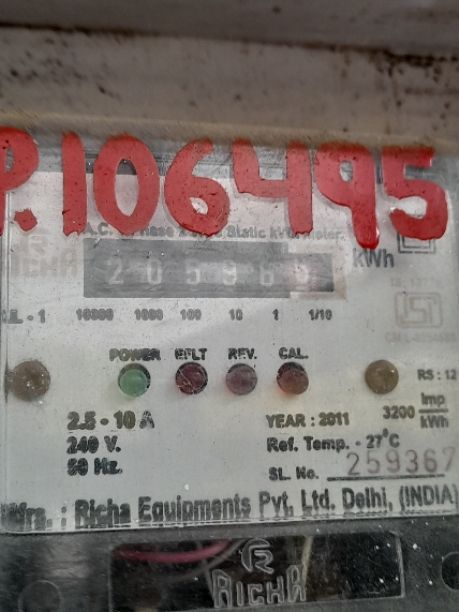 P.106495
A.C. Static kWh meter.
RICHA
kWh
2 0 5 9 6
10000 1000 100 10 1 1/10
POWER EFLT REV. CAL.
RS : 12
2.5 - 10 A
YEAR : 2011
3200 Imp/kWh
240 V.
Ref. Temp. - 27°C
50 Hz.
SL. No. 259367
Mfrs. : Richa Equipments Pvt. Ltd. Delhi, (INDIA)
RICHA